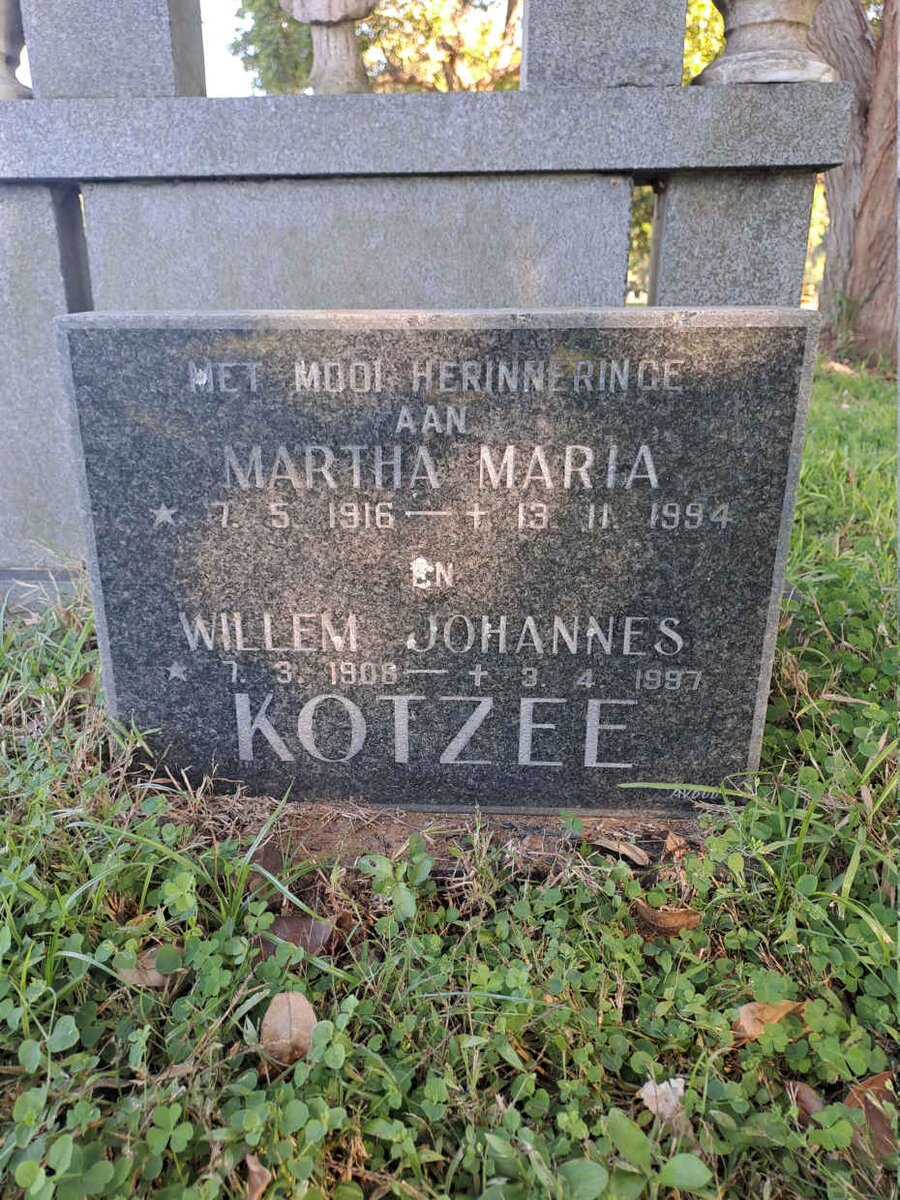 MET MOOI HERINNERINGE
AAN
MARTHA MARIA
★ 7. 5. 1916 — + 13. 11. 1994
EN
WILLEM JOHANNES
★ 7. 3. 1908 — + 3. 4. 1997
KOTZEE